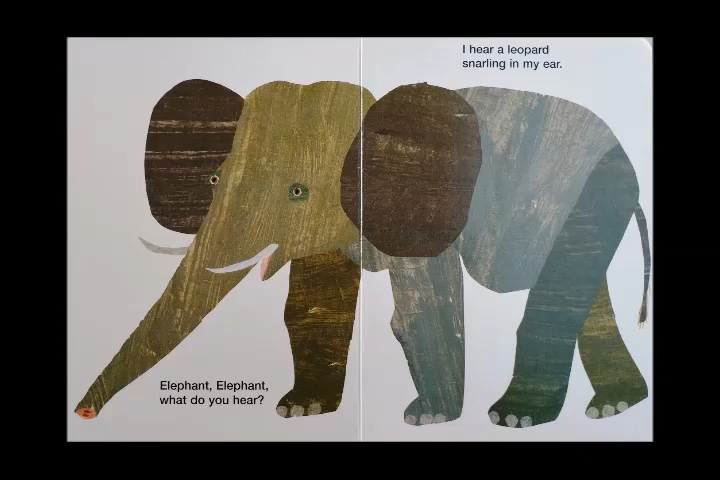 Elephant, Elephant,
what do you hear?
I hear a leopard
snarling in my ear.